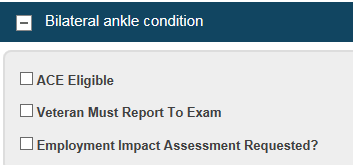 Bilateral ankle condition
ACE Eligible
Veteran Must Report To Exam
Employment Impact Assessment Requested?